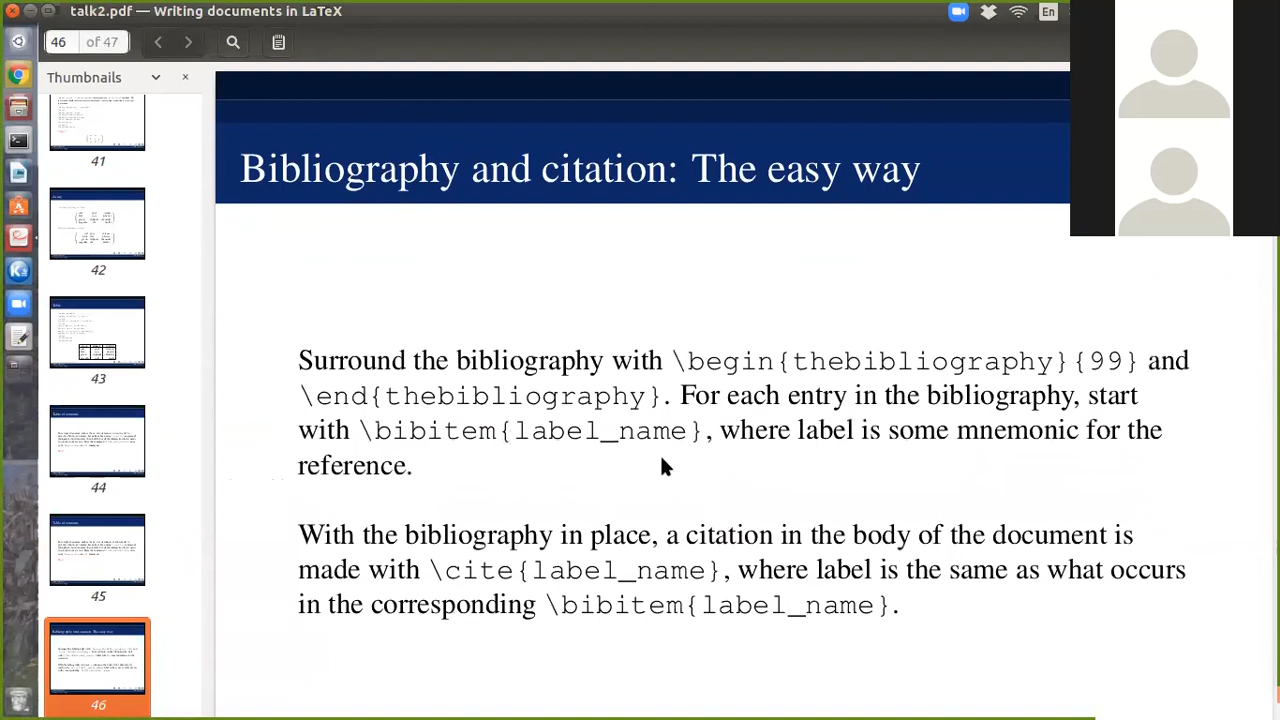 talk2.pdf — Writing documents in LaTeX
En
46 of 47
Thumbnails
41
42
43
44
45
46
Bibliography and citation: The easy way
Surround the bibliography with \begin{thebibliography}{99} and
\end{thebibliography}. For each entry in the bibliography, start
with \bibitem{label_name}, where label is some mnemonic for the
reference.
With the bibliography in place, a citation in the body of the document is
made with \cite{label_name}, where label is the same as what occurs
in the corresponding \bibitem{label_name}.